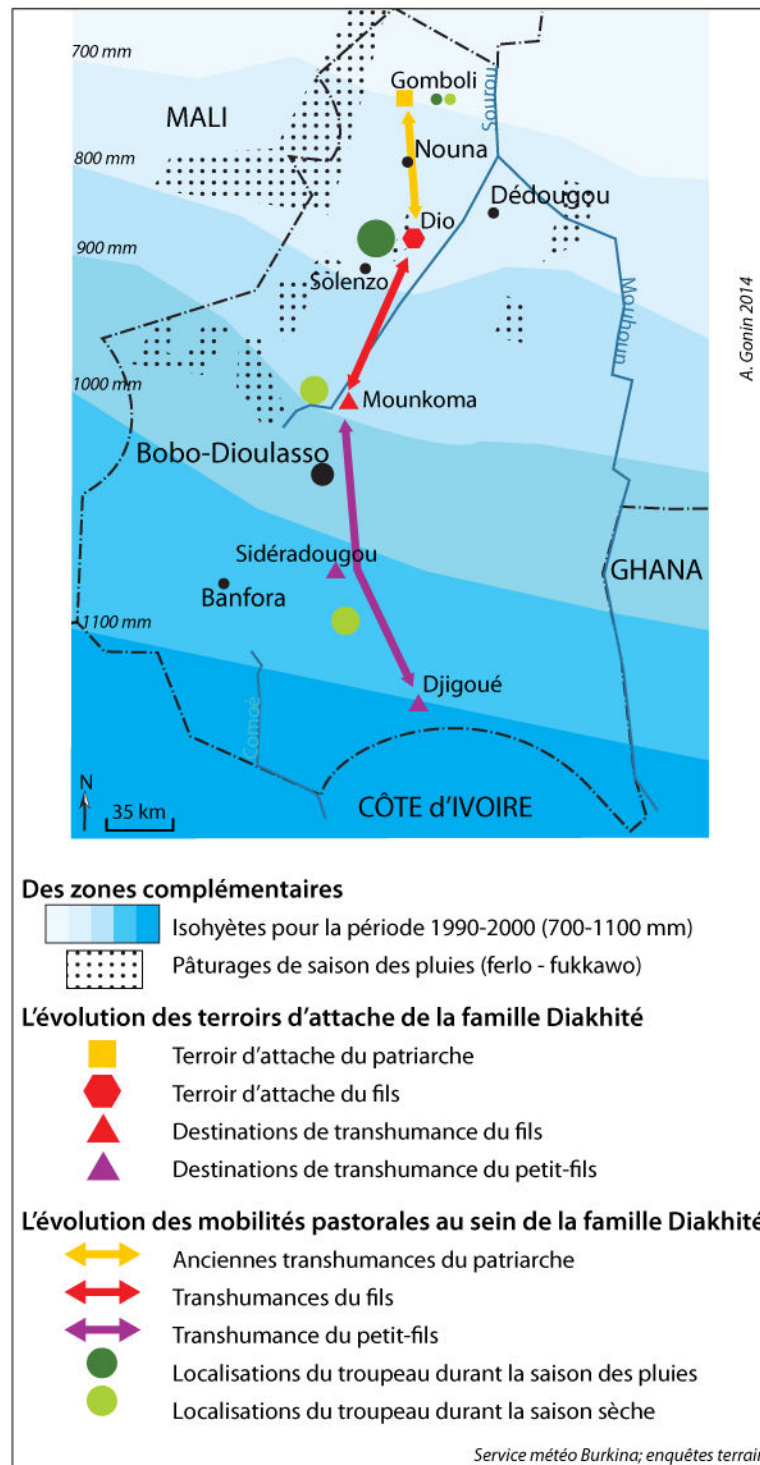 700 mm
Gomboli
MALI
Sourou
Nouna
800 mm
Dédougou
Dio
900 mm
Solenzo
Mouhoun
A. Gonin 2014
1000 mm
Mounkoma
Bobo-Dioulasso
Sidéradougou
GHANA
Banfora
1100 mm
Djigoué
Comoé
N
35 km
CÔTE d'IVOIRE
Des zones complémentaires
Isohyètes pour la période 1990-2000 (700-1100 mm)
Pâturages de saison des pluies (ferlo - fukkawo)
L'évolution des terroirs d'attache de la famille Diakhité
Terroir d'attache du patriarche
Terroir d'attache du fils
Destinations de transhumance du fils
Destinations de transhumance du petit-fils
L'évolution des mobilités pastorales au sein de la famille Diakhité
Anciennes transhumances du patriarche
Transhumances du fils
Transhumance du petit-fils
Localisations du troupeau durant la saison des pluies
Localisations du troupeau durant la saison sèche
Service météo Burkina; enquêtes terrain